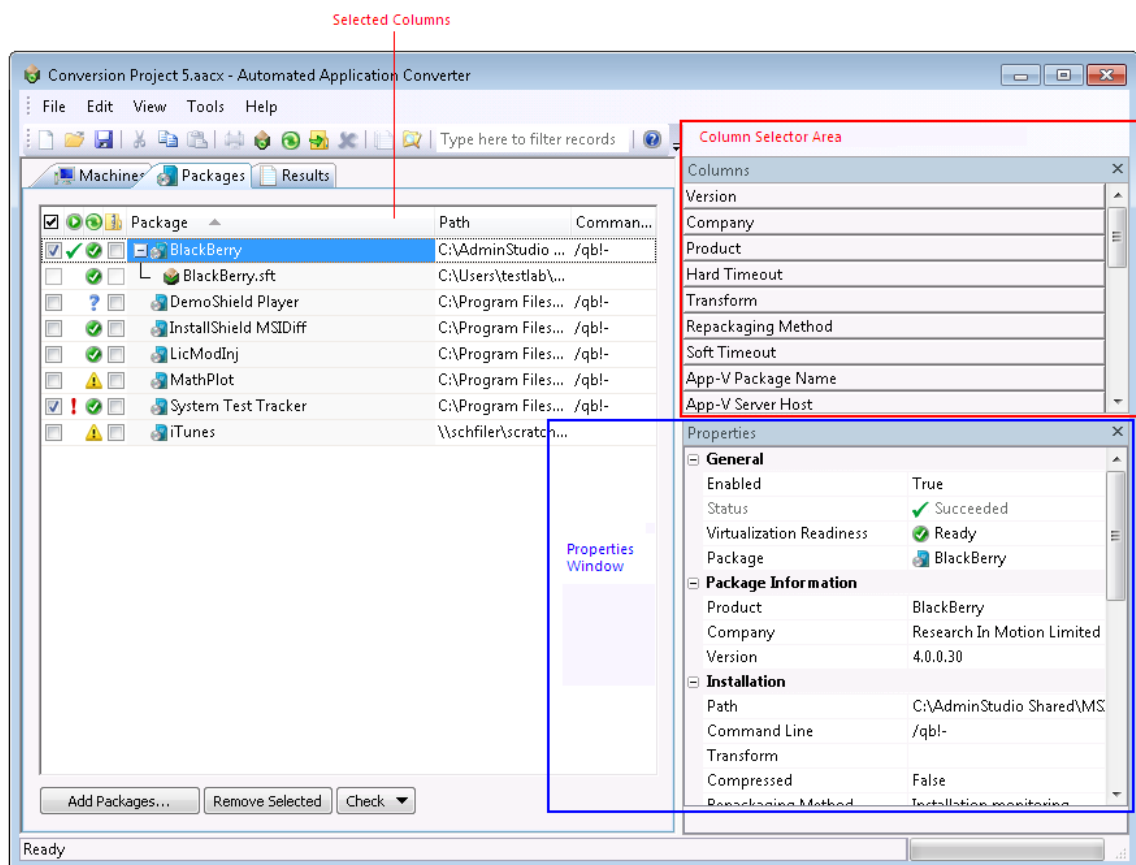 Selected Columns
Conversion Project 5.aacx - Automated Application Converter
File Edit View Tools Help
Type here to filter records
Column Selector Area
Machines Packages Results
Package Path Comman...
BlackBerry C:\AdminStudio ... /qb!-
BlackBerry.sft C:\Users\testlab\...
DemoShield Player C:\Program Files... /qb!-
InstallShield MSIDiff C:\Program Files... /qb!-
LicModInj C:\Program Files... /qb!-
MathPlot C:\Program Files... /qb!-
System Test Tracker C:\Program Files... /qb!-
iTunes \\schfiler\scratch...
Add Packages... Remove Selected Check
Columns
Version
Company
Product
Hard Timeout
Transform
Repackaging Method
Soft Timeout
App-V Package Name
App-V Server Host
Properties
Window
Properties
General
Enabled True
Status Succeeded
Virtualization Readiness Ready
Package BlackBerry
Package Information
Product BlackBerry
Company Research In Motion Limited
Version 4.0.0.30
Installation
Path C:\AdminStudio Shared\MS
Command Line /qb!-
Transform
Compressed False
Repackaging Method Installation monitoring
Ready